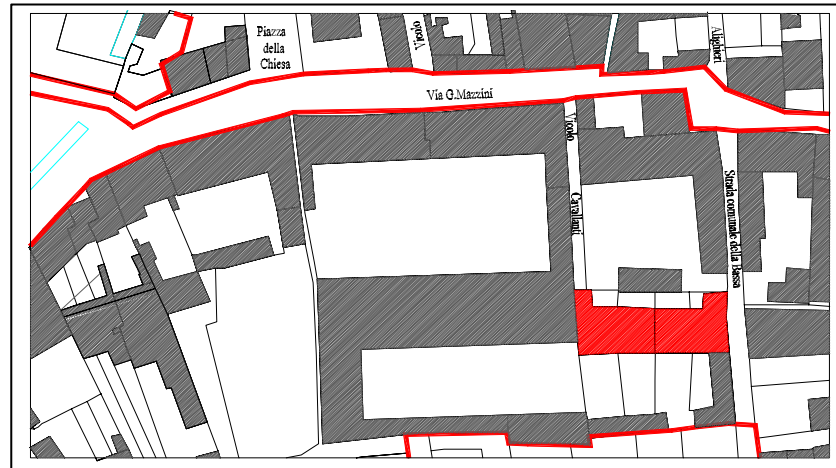 Piazza
della
Chiesa
Vicolo
Alighieri
Via G.Mazzini
Vicolo
Cavallanti
Strada comunale della Bassa